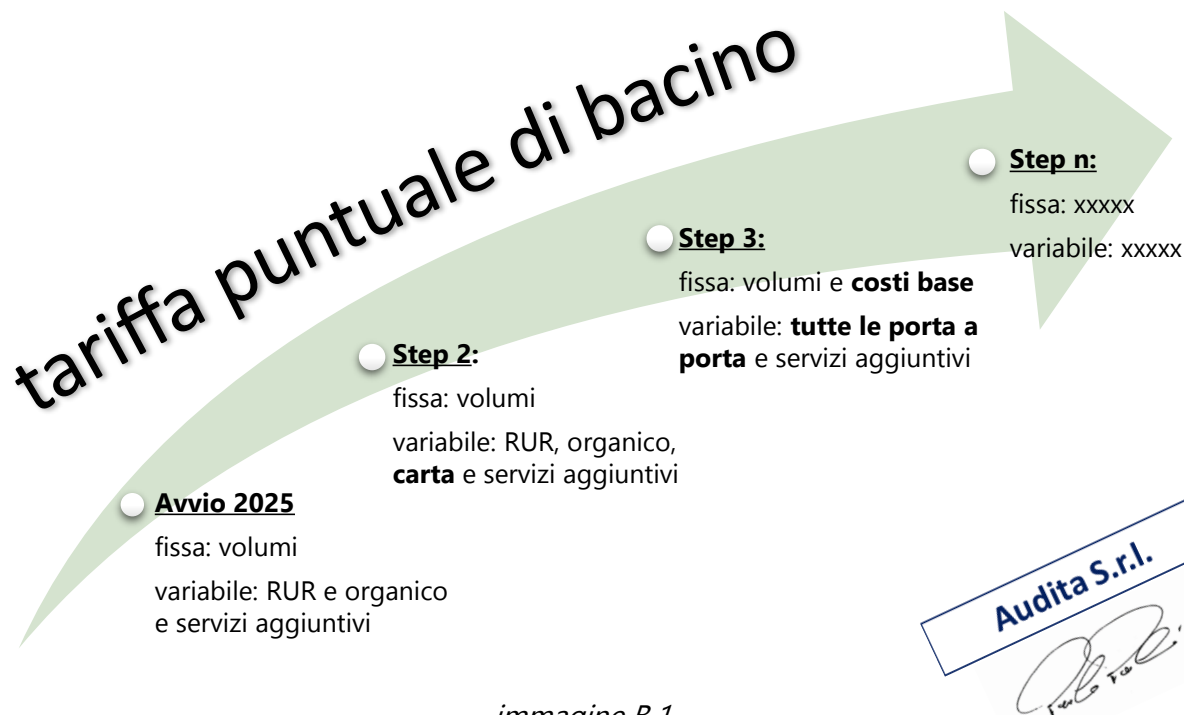 tariffa puntuale di bacino
Step n:
fissa: xxxxx
variabile: xxxxx
Step 3:
fissa: volumi e costi base
variabile: tutte le porta a
porta e servizi aggiuntivi
Step 2:
fissa: volumi
variabile: RUR, organico,
carta e servizi aggiuntivi
Avvio 2025
fissa: volumi
variabile: RUR e organico
e servizi aggiuntivi
Audita S.r.l.